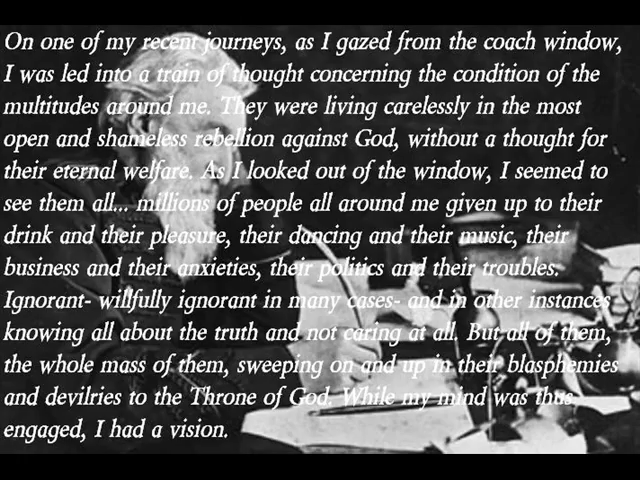 On one of my recent journeys, as I gazed from the coach window,
I was led into a train of thought concerning the condition of the
multitudes around me. They were living carelessly in the most
open and shameless rebellion against God, without a thought for
their eternal welfare. As I looked out of the window, I seemed to
see them all... millions of people all around me given up to their
drink and their pleasure, their dancing and their music, their
business and their anxieties, their politics and their troubles.
Ignorant- willfully ignorant in many cases- and in other instances
knowing all about the truth and not caring at all. But all of them,
the whole mass of them, sweeping on and up in their blasphemies
and devilries to the Throne of God. While my mind was thus
engaged, I had a vision.